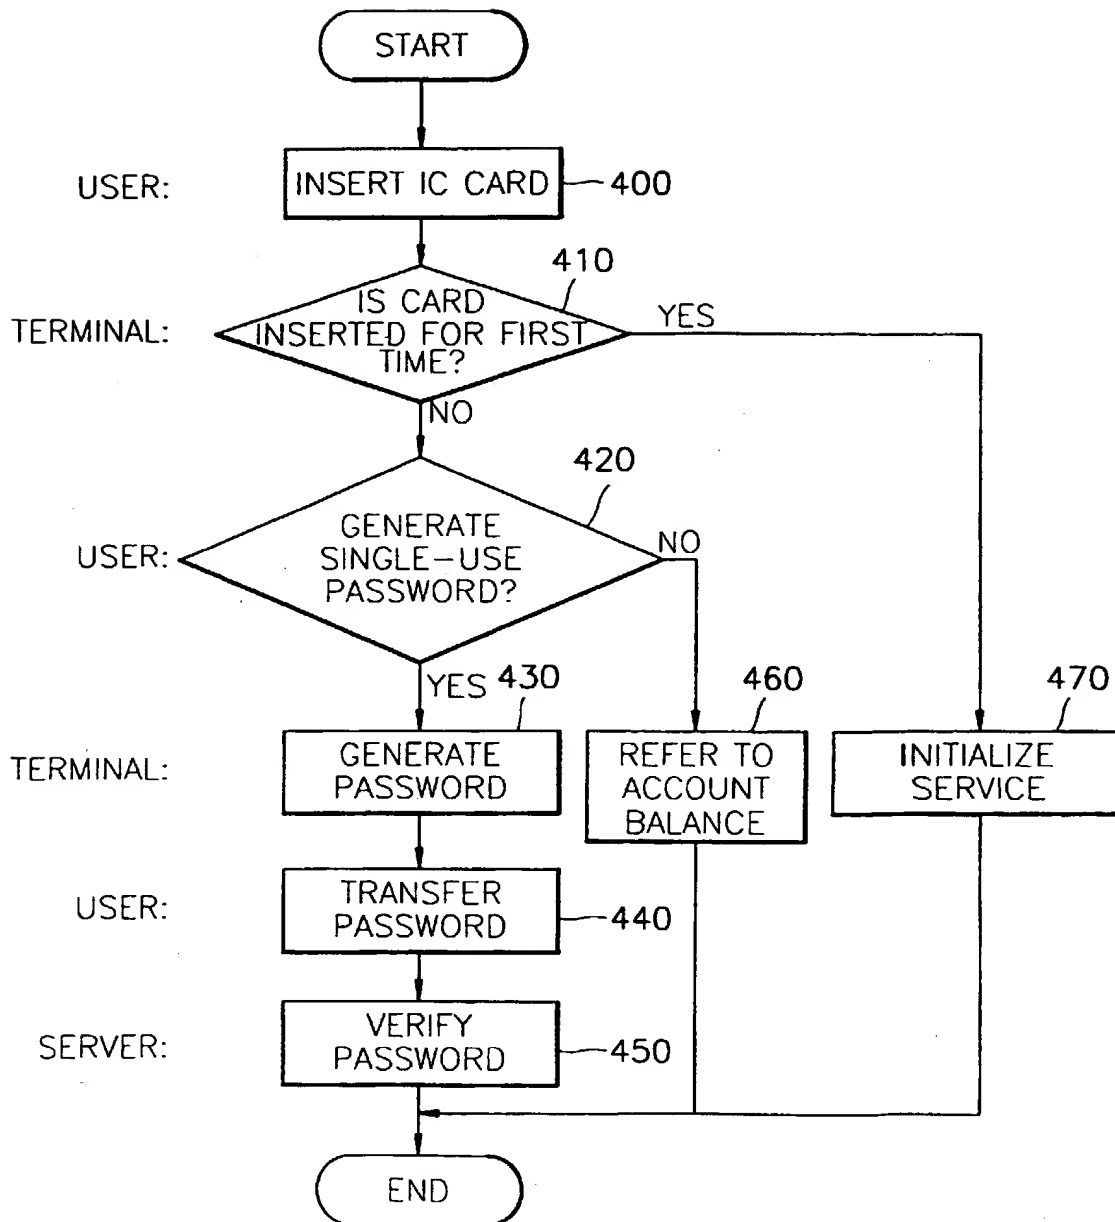 START
USER:
INSERT IC CARD
400
410
TERMINAL:
IS CARD
INSERTED FOR FIRST
TIME?
YES
NO
420
USER:
GENERATE
SINGLE-USE
PASSWORD?
NO
YES
430
460
470
TERMINAL:
GENERATE
PASSWORD
REFER TO
ACCOUNT
BALANCE
INITIALIZE
SERVICE
USER:
TRANSFER
PASSWORD
440
SERVER:
VERIFY
PASSWORD
450
END